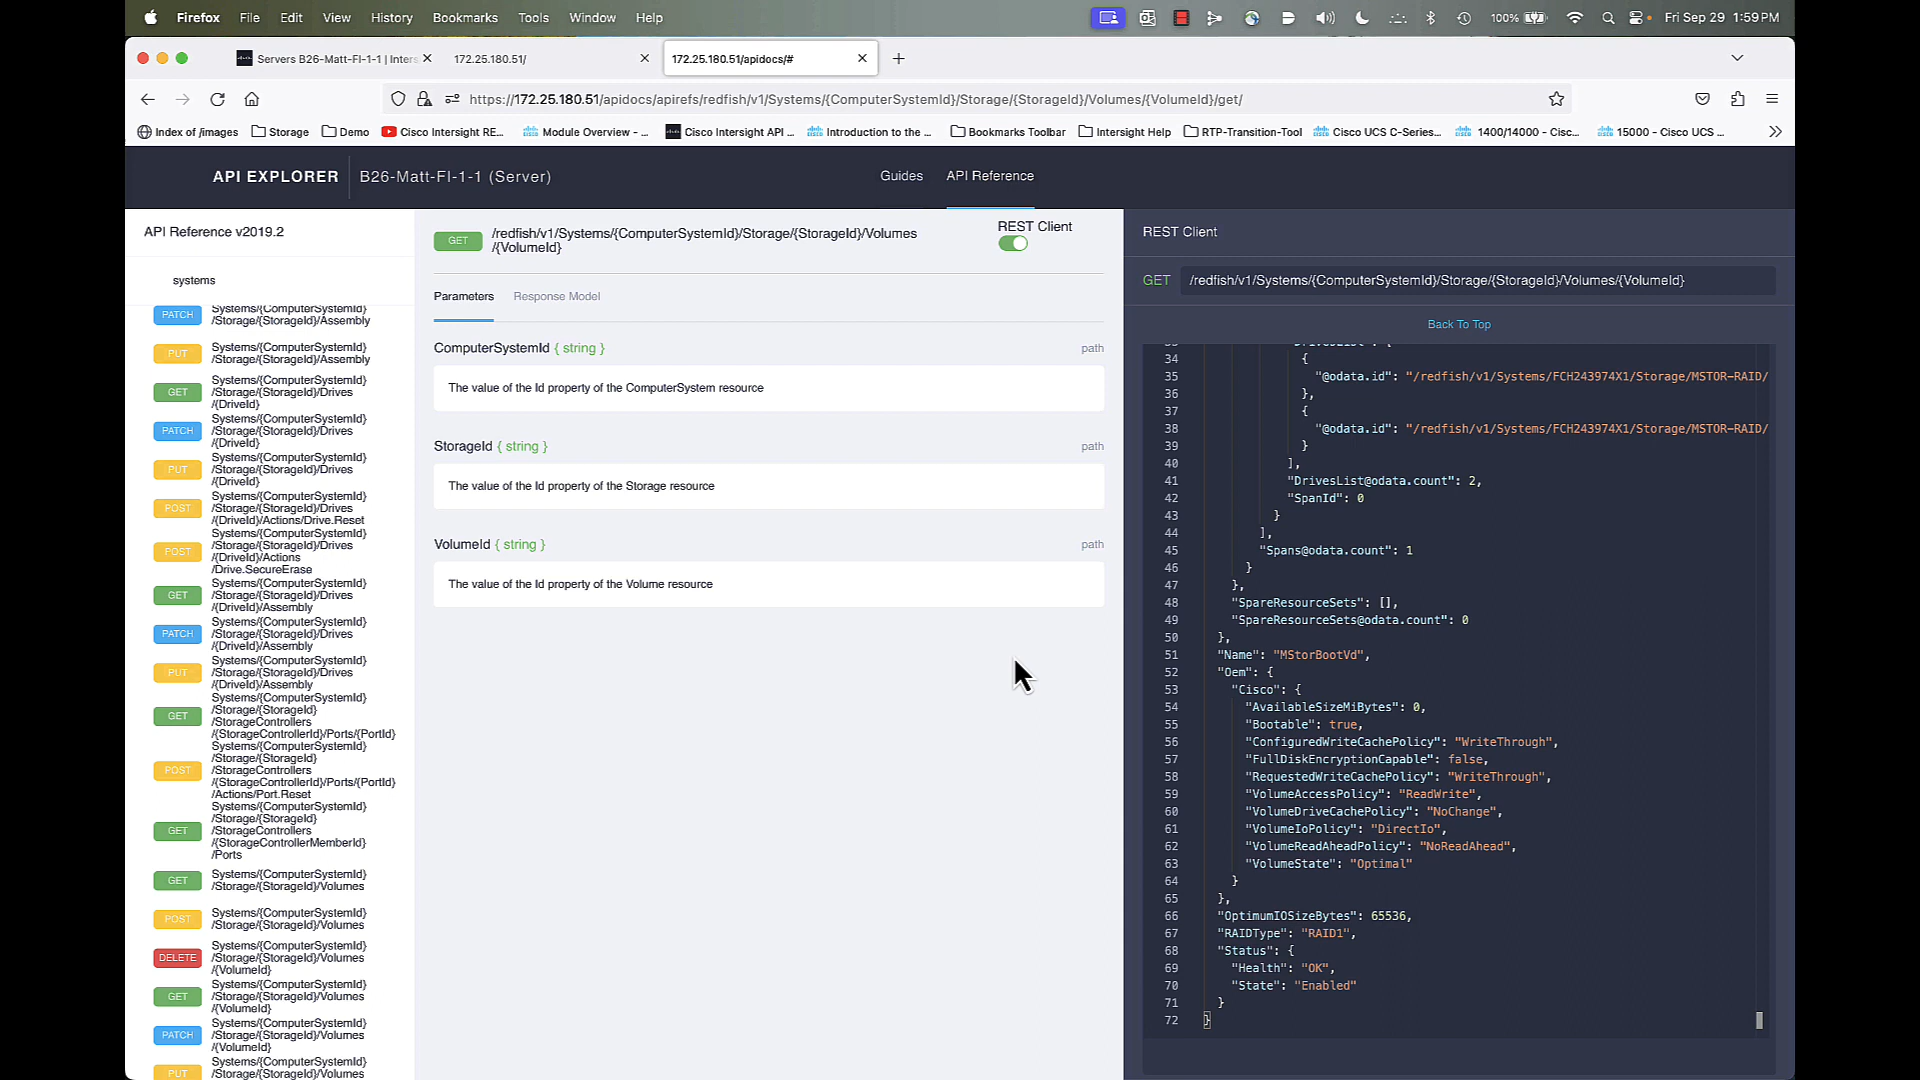 Firefox File Edit View History Bookmarks Tools Window Help 100% Fri Sep 29 1:59 PM
Servers B26-Matt-FI-1-1 | Inters 172.25.180.51/ 172.25.180.51/apidocs/#
https://172.25.180.51/apidocs/apirefs/redfish/v1/Systems/{ComputerSystemId}/Storage/{StorageId}/Volumes/{VolumeId}/get/
Index of /images Storage Demo Cisco Intersight RE... Module Overview - ... Cisco Intersight API ... Introduction to the ... Bookmarks Toolbar Intersight Help RTP-Transition-Tool Cisco UCS C-Series... 1400/14000 - Cisc... 15000 - Cisco UCS ...
API EXPLORER B26-Matt-FI-1-1 (Server) Guides API Reference
API Reference v2019.2
systems
PATCH Systems/{ComputerSystemId}
/Storage/{StorageId}/Assembly
PUT Systems/{ComputerSystemId}
/Storage/{StorageId}/Assembly
GET Systems/{ComputerSystemId}
/Storage/{StorageId}/Drives
/{DriveId}
PATCH Systems/{ComputerSystemId}
/Storage/{StorageId}/Drives
/{DriveId}
PUT Systems/{ComputerSystemId}
/Storage/{StorageId}/Drives
/{DriveId}
POST Systems/{ComputerSystemId}
/Storage/{StorageId}/Drives
/{DriveId}/Actions/Drive.Reset
POST Systems/{ComputerSystemId}
/Storage/{StorageId}/Drives
/{DriveId}/Actions
/Drive.SecureErase
GET Systems/{ComputerSystemId}
/Storage/{StorageId}/Drives
/{DriveId}/Assembly
PATCH Systems/{ComputerSystemId}
/Storage/{StorageId}/Drives
/{DriveId}/Assembly
PUT Systems/{ComputerSystemId}
/Storage/{StorageId}/Drives
/{DriveId}/Assembly
GET Systems/{ComputerSystemId}
/Storage/{StorageId}
/StorageControllers
/{StorageControllerId}/Ports/{PortId}
POST Systems/{ComputerSystemId}
/Storage/{StorageId}
/StorageControllers
/{StorageControllerId}/Ports/{PortId}
/Actions/Port.Reset
GET Systems/{ComputerSystemId}
/Storage/{StorageId}
/StorageControllers
/{StorageControllerMemberId}
/Ports
GET Systems/{ComputerSystemId}
/Storage/{StorageId}/Volumes
POST Systems/{ComputerSystemId}
/Storage/{StorageId}/Volumes
DELETE Systems/{ComputerSystemId}
/Storage/{StorageId}/Volumes
/{VolumeId}
GET Systems/{ComputerSystemId}
/Storage/{StorageId}/Volumes
/{VolumeId}
PATCH Systems/{ComputerSystemId}
/Storage/{StorageId}/Volumes
/{VolumeId}
PUT Systems/{ComputerSystemId}
/Storage/{StorageId}/Volumes
GET /redfish/v1/Systems/{ComputerSystemId}/Storage/{StorageId}/Volumes
/{VolumeId}
REST Client
Parameters Response Model
ComputerSystemId { string } path
The value of the Id property of the ComputerSystem resource
StorageId { string } path
The value of the Id property of the Storage resource
VolumeId { string } path
The value of the Id property of the Volume resource
REST Client
GET /redfish/v1/Systems/{ComputerSystemId}/Storage/{StorageId}/Volumes/{VolumeId}
Back To Top
34 {
35 "@odata.id": "/redfish/v1/Systems/FCH243974X1/Storage/MSTOR-RAID/
36 },
37 {
38 "@odata.id": "/redfish/v1/Systems/FCH243974X1/Storage/MSTOR-RAID/
39 }
40 ],
41 "DrivesList@odata.count": 2,
42 "SpanId": 0
43 }
44 ],
45 "Spans@odata.count": 1
46 }
47 },
48 "SpareResourceSets": [],
49 "SpareResourceSets@odata.count": 0
50 },
51 "Name": "MStorBootVd",
52 "Oem": {
53 "Cisco": {
54 "AvailableSizeMiBytes": 0,
55 "Bootable": true,
56 "ConfiguredWriteCachePolicy": "WriteThrough",
57 "FullDiskEncryptionCapable": false,
58 "RequestedWriteCachePolicy": "WriteThrough",
59 "VolumeAccessPolicy": "ReadWrite",
60 "VolumeDriveCachePolicy": "NoChange",
61 "VolumeIoPolicy": "DirectIo",
62 "VolumeReadAheadPolicy": "NoReadAhead",
63 "VolumeState": "Optimal"
64 }
65 },
66 "OptimumIOSizeBytes": 65536,
67 "RAIDType": "RAID1",
68 "Status": {
69 "Health": "OK",
70 "State": "Enabled"
71 }
72 }